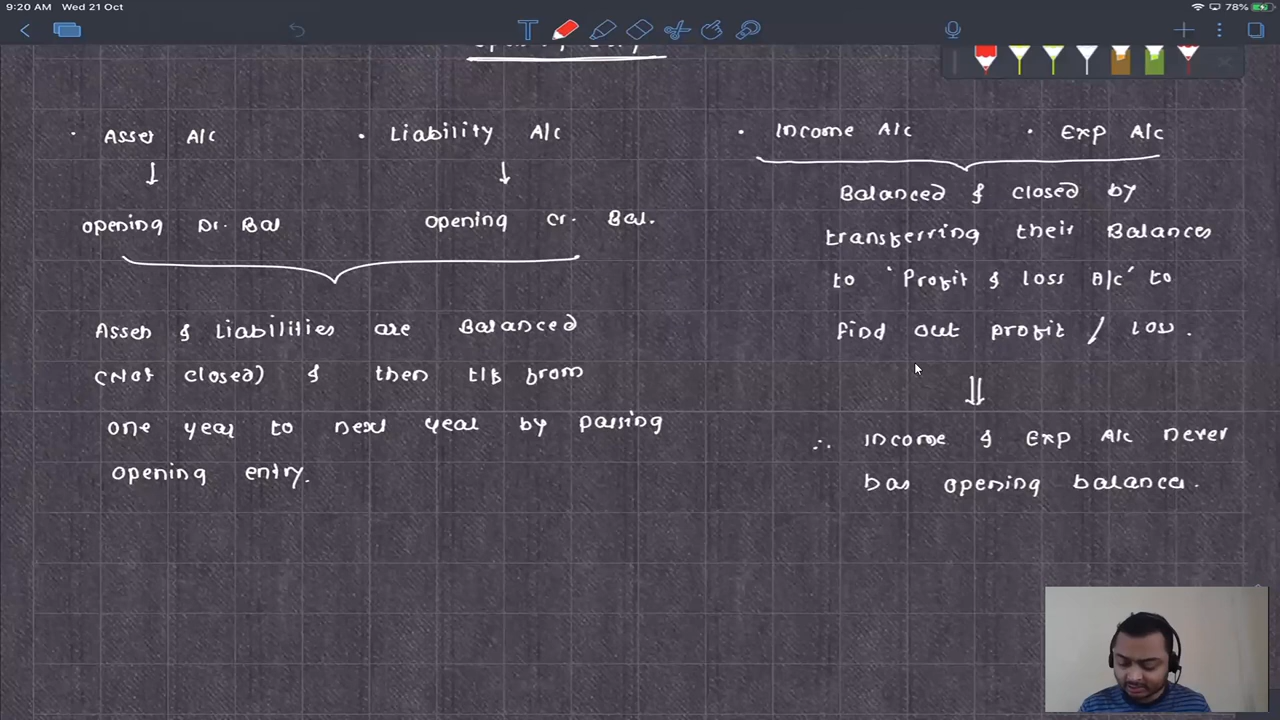 9:20 AM Wed 21 Oct
78%
T
• Asset A/c • Liability A/c
opening Dr. Bal opening Cr. Bal.
Assets & Liabilities are Balanced
(Not closed) & then t/f from
one year to next year by passing
opening entry.
• Income A/c • Exp A/c
Balanced & closed by
transferring their Balances
to 'Profit & loss A/c' to
find out profit / loss.
∴ Income & Exp A/c never
has opening balances.